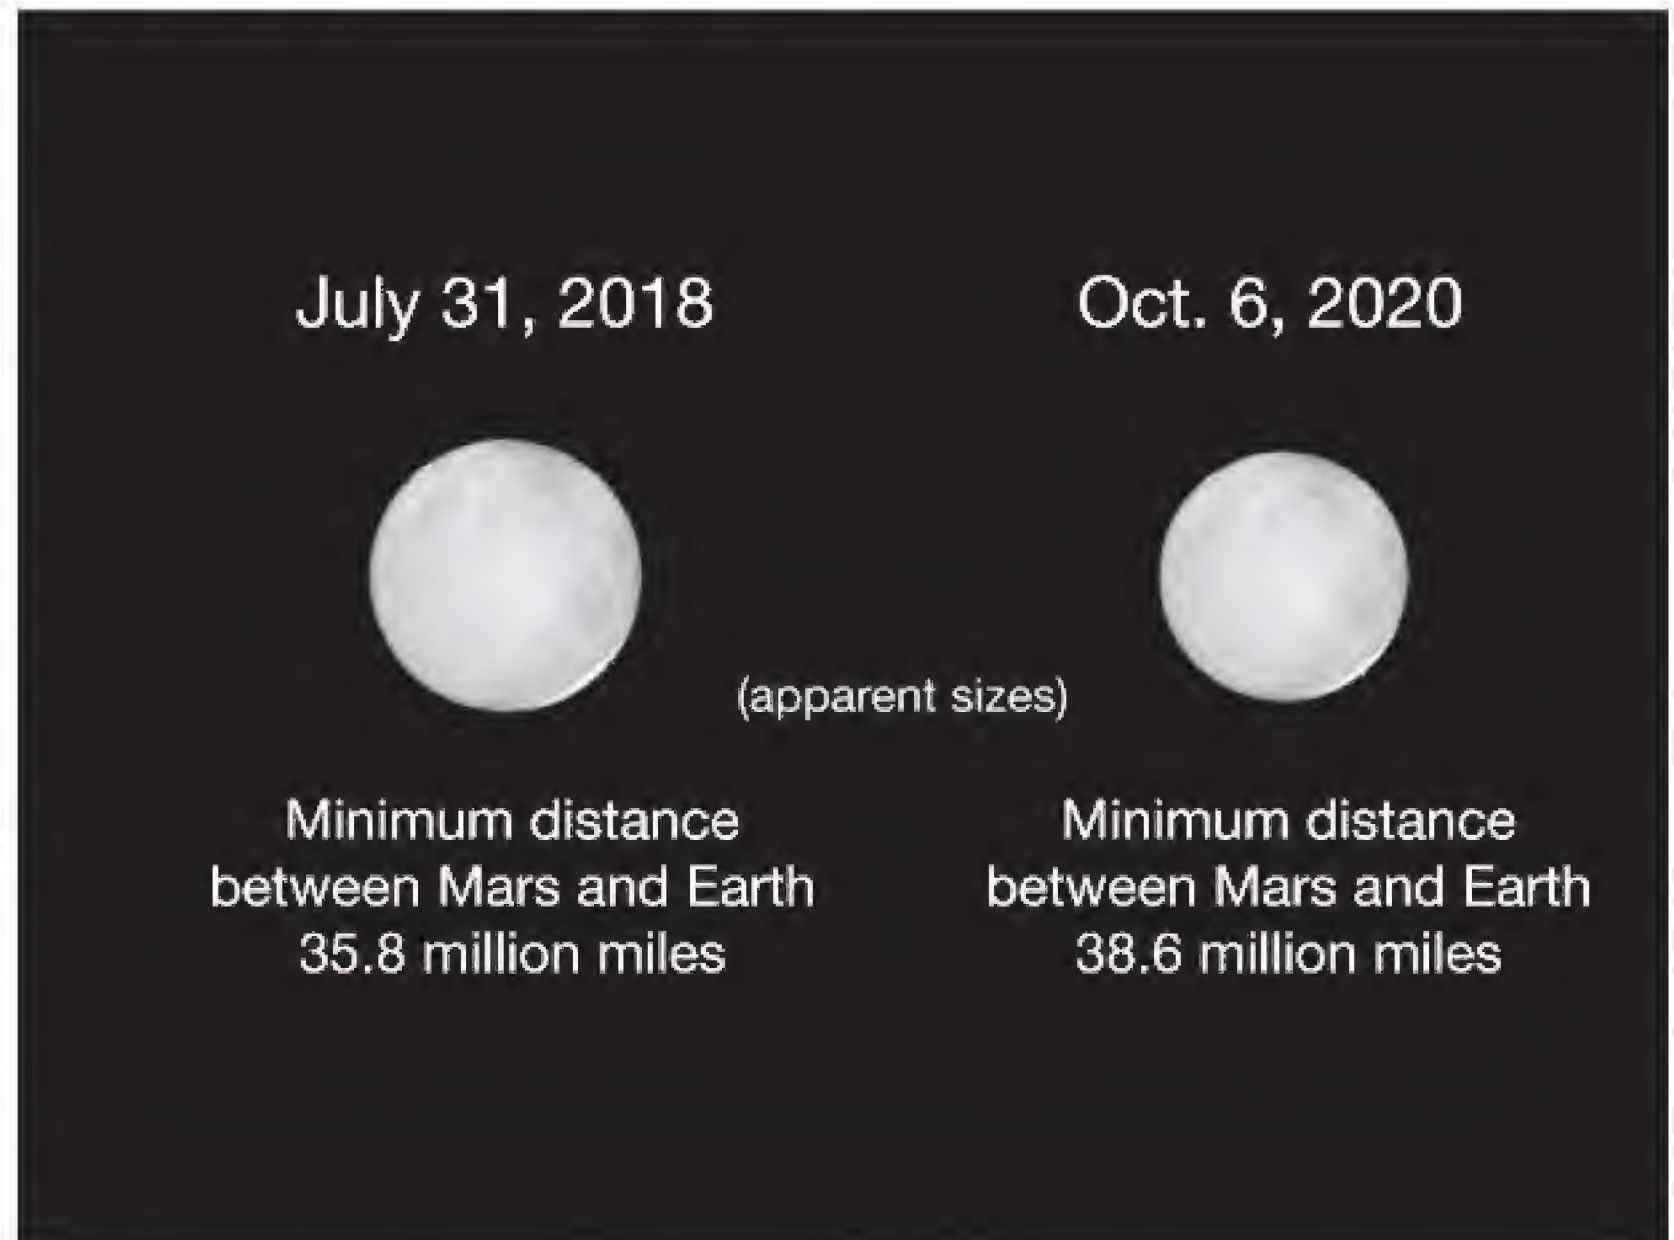 July 31, 2018
Oct. 6, 2020
(apparent sizes)
Minimum distance
between Mars and Earth
35.8 million miles
Minimum distance
between Mars and Earth
38.6 million miles